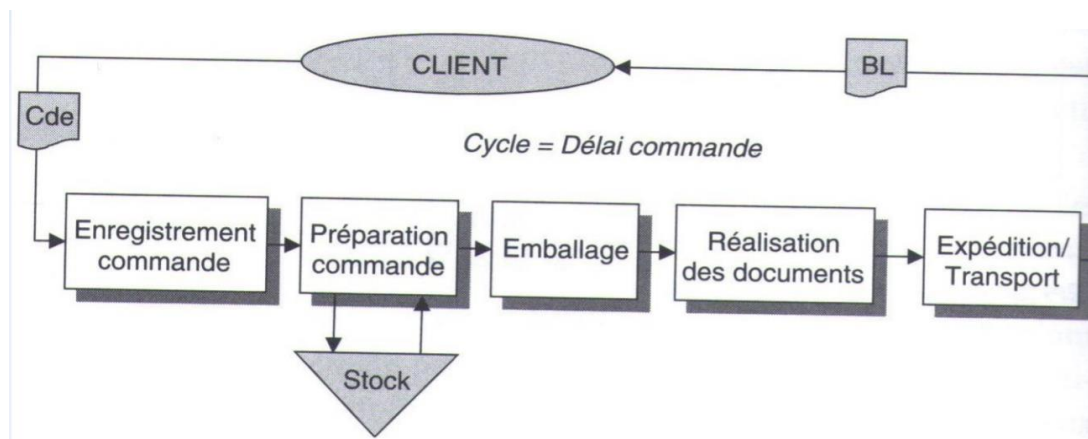 CLIENT
BL
Cde
Cycle = Délai commande
Enregistrement
commande
Préparation
commande
Emballage
Réalisation
des documents
Expédition/
Transport
Stock